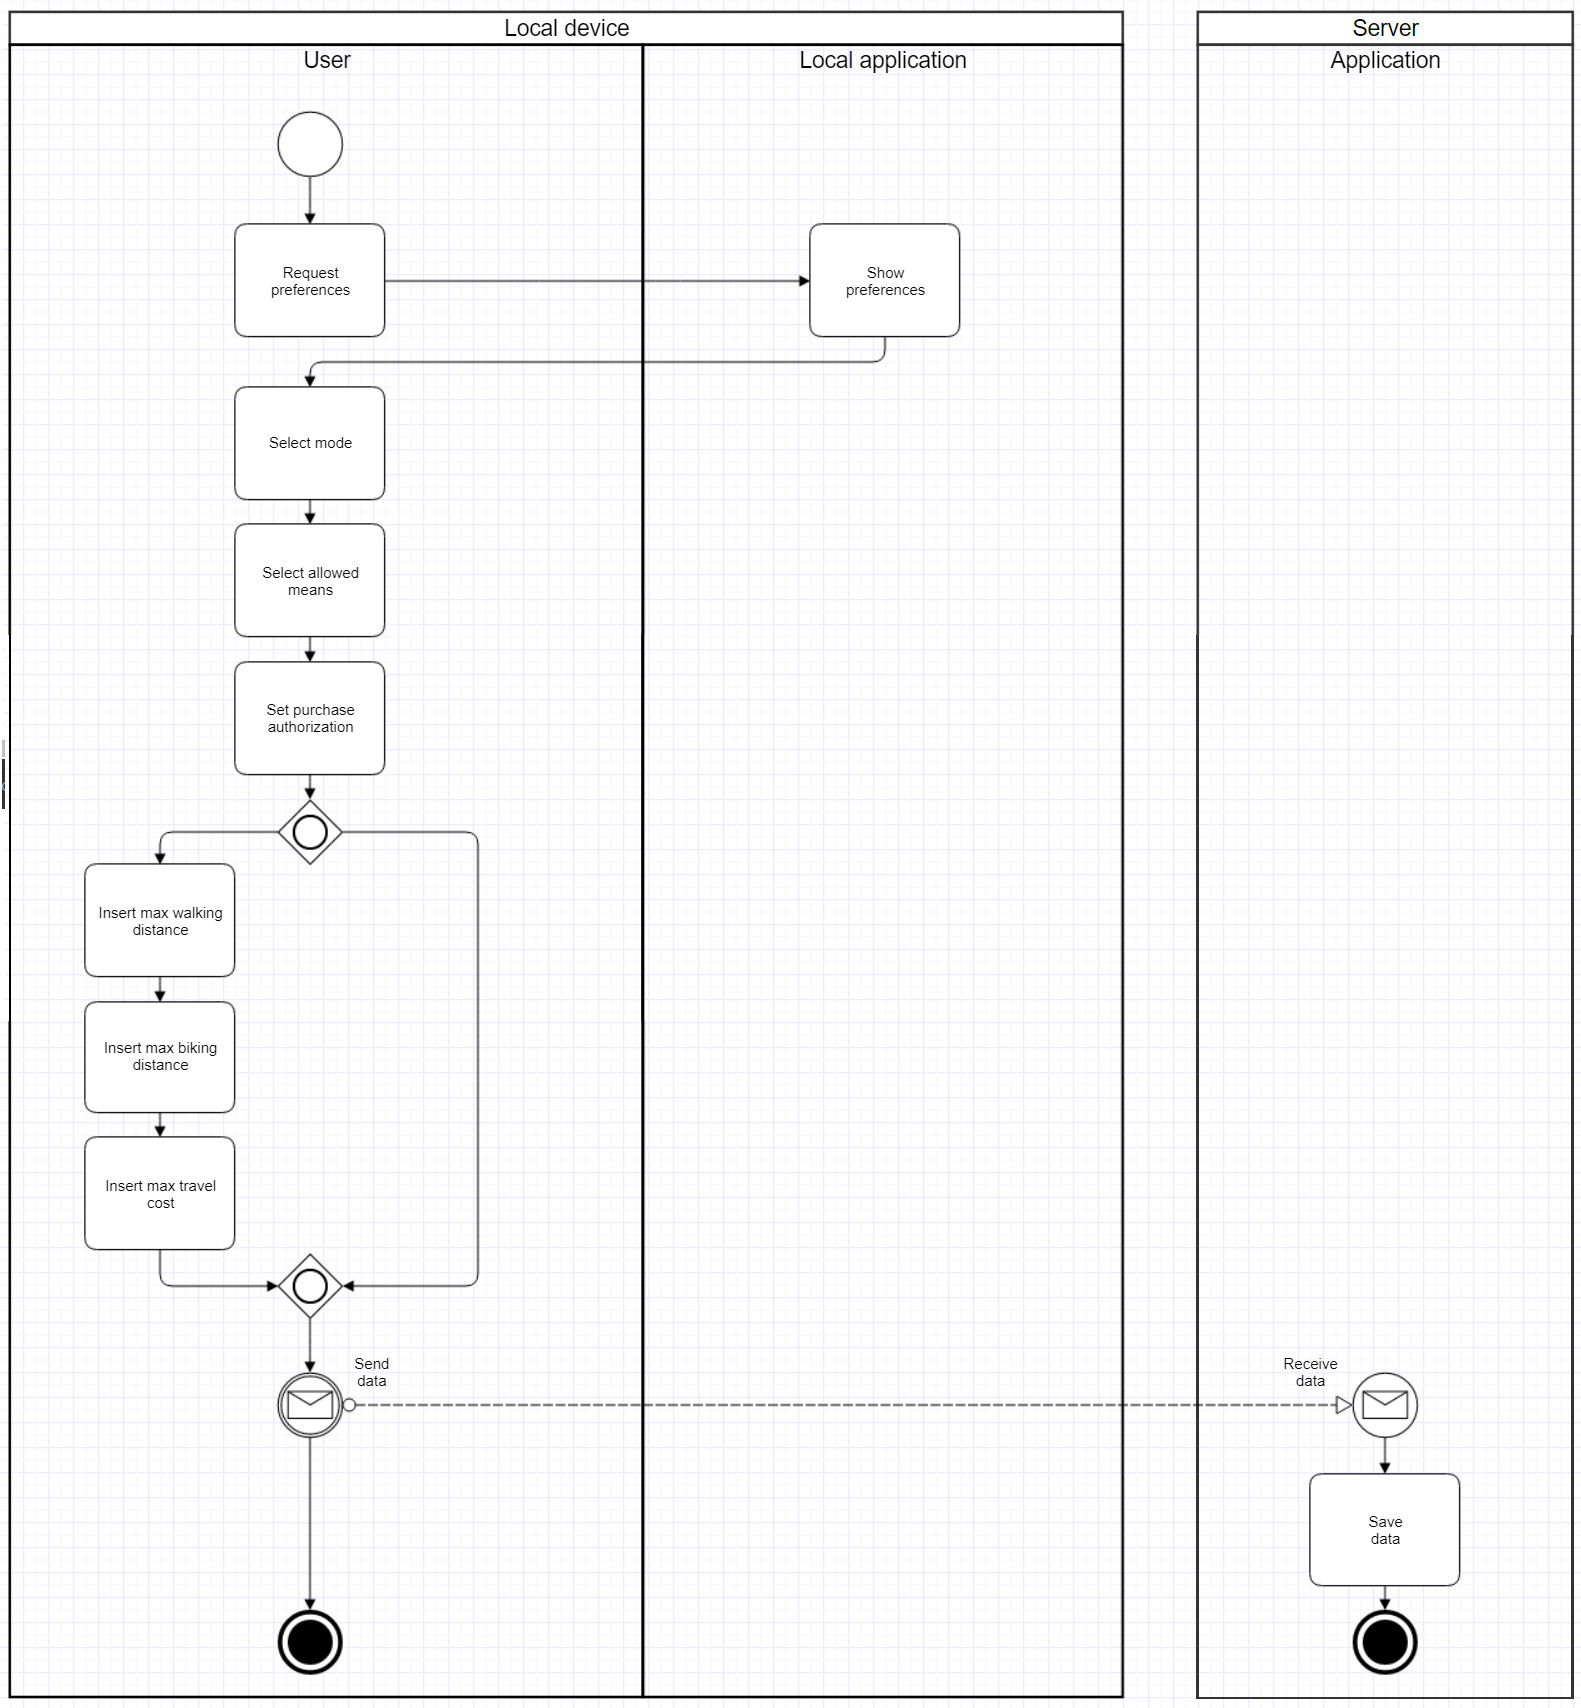 Local device
Server
User
Local application
Application
Request
preferences
Show
preferences
Select mode
Select allowed
means
Set purchase
authorization
Insert max walking
distance
Insert max biking
distance
Insert max travel
cost
Send
data
Receive
data
Save
data